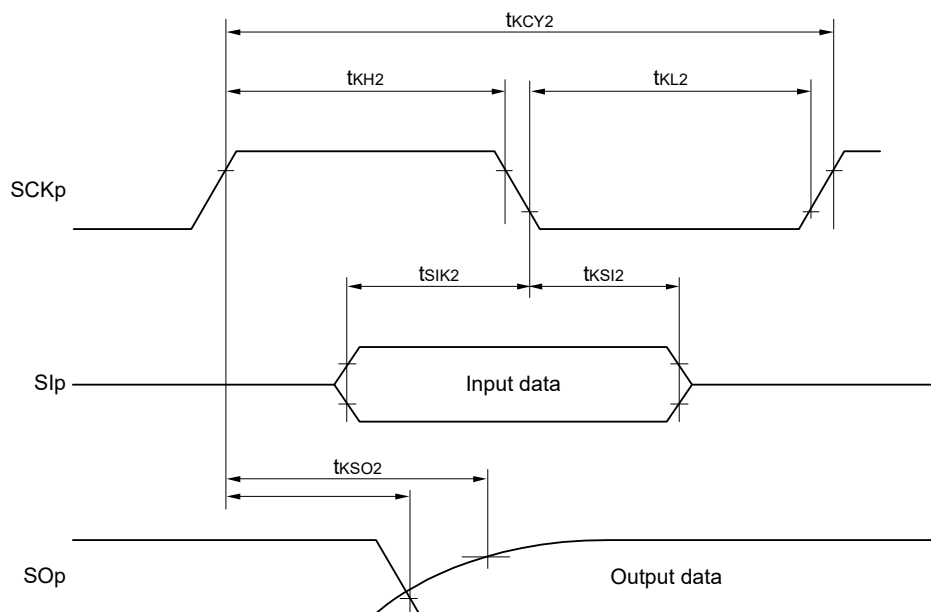 tKCY2
tKH2
tKL2
SCKp
tSIK2
tKSI2
SIp
Input data
tKSO2
SOp
Output data